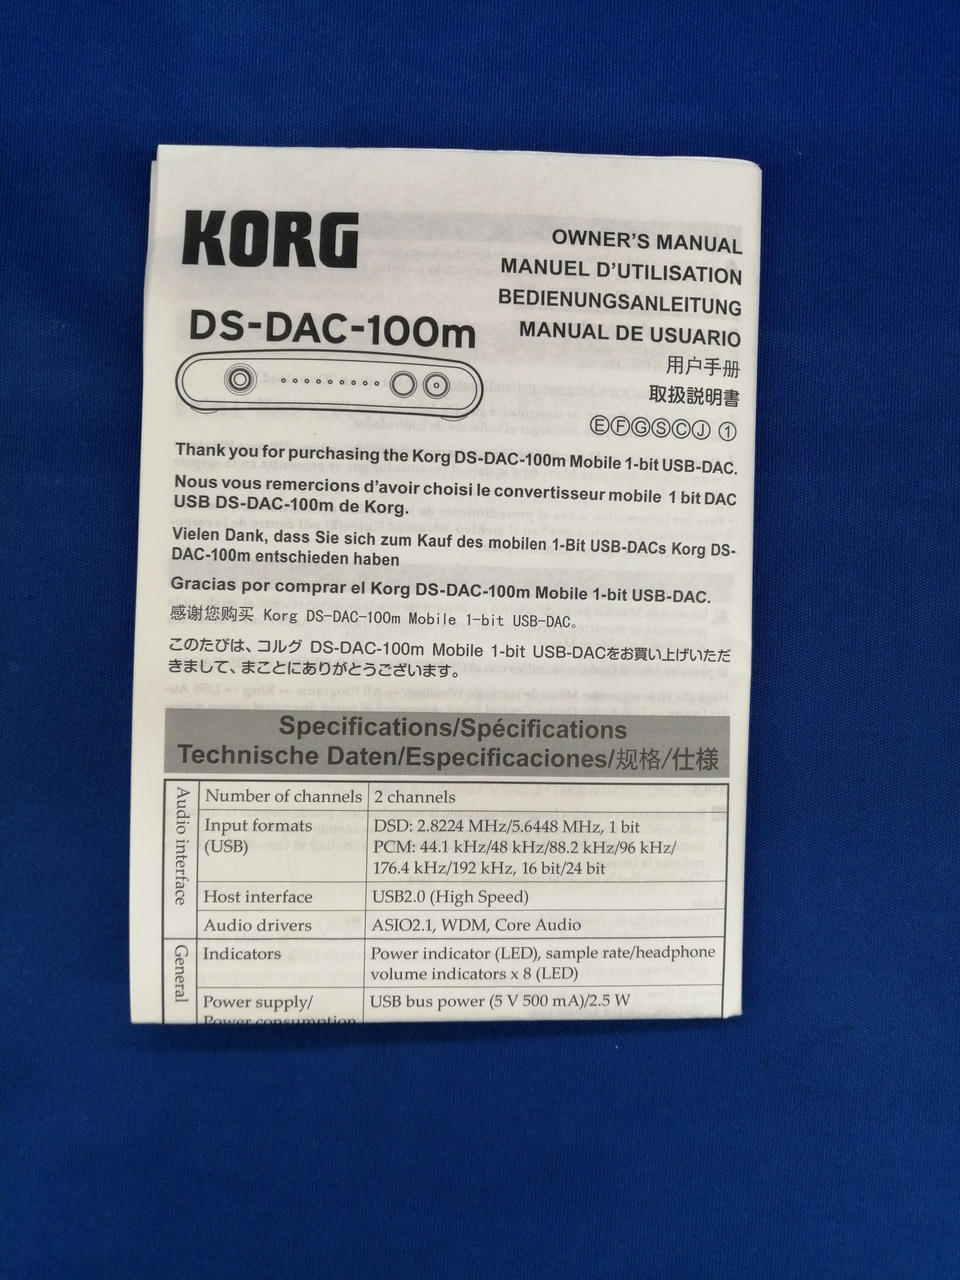 KORG
DS-DAC-100m
OWNER'S MANUAL
MANUEL D'UTILISATION
BEDIENUNGSANLEITUNG
MANUAL DE USUARIO
用户手册
取扱説明書
ⒺⒻⒼⓈⒸⒿ ①
Thank you for purchasing the Korg DS-DAC-100m Mobile 1-bit USB-DAC.
Nous vous remercions d'avoir choisi le convertisseur mobile 1 bit DAC
USB DS-DAC-100m de Korg.
Vielen Dank, dass Sie sich zum Kauf des mobilen 1-Bit USB-DACs Korg DS-
DAC-100m entschieden haben
Gracias por comprar el Korg DS-DAC-100m Mobile 1-bit USB-DAC.
感谢您购买 Korg DS-DAC-100m Mobile 1-bit USB-DAC。
このたびは、コルグ DS-DAC-100m Mobile 1-bit USB-DACをお買い上げいただ
きまして、まことにありがとうございます。
Specifications/Spécifications
Technische Daten/Especificaciones/规格/仕様
Audio interface
Number of channels 2 channels
Input formats DSD: 2.8224 MHz/5.6448 MHz, 1 bit
(USB) PCM: 44.1 kHz/48 kHz/88.2 kHz/96 kHz/
176.4 kHz/192 kHz, 16 bit/24 bit
Host interface USB2.0 (High Speed)
Audio drivers ASIO2.1, WDM, Core Audio
General
Indicators Power indicator (LED), sample rate/headphone
volume indicators x 8 (LED)
Power supply/ USB bus power (5 V 500 mA)/2.5 W
Power consumption